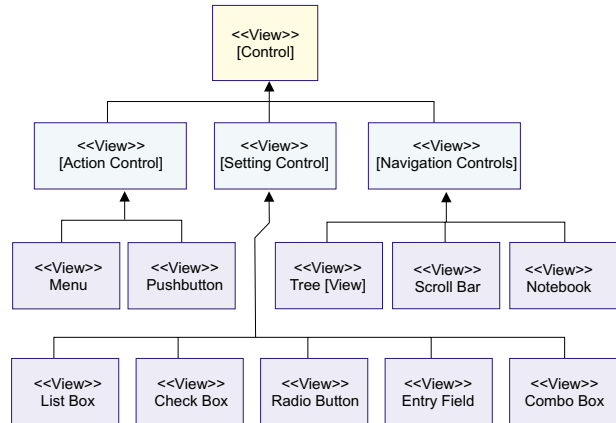 <<View>>
[Control]
<<View>>
[Action Control]
<<View>>
[Setting Control]
<<View>>
[Navigation Controls]
<<View>>
Menu
<<View>>
Pushbutton
<<View>>
Tree [View]
<<View>>
Scroll Bar
<<View>>
Notebook
<<View>>
List Box
<<View>>
Check Box
<<View>>
Radio Button
<<View>>
Entry Field
<<View>>
Combo Box